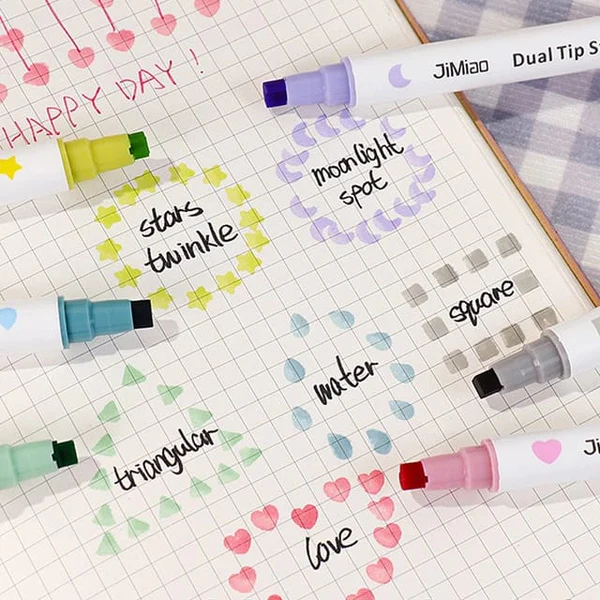 JiMiao Dual Tip S
HAPPY DAY!
moonlight
spot
stars
twinkle
square
water
triangular
Ji
love